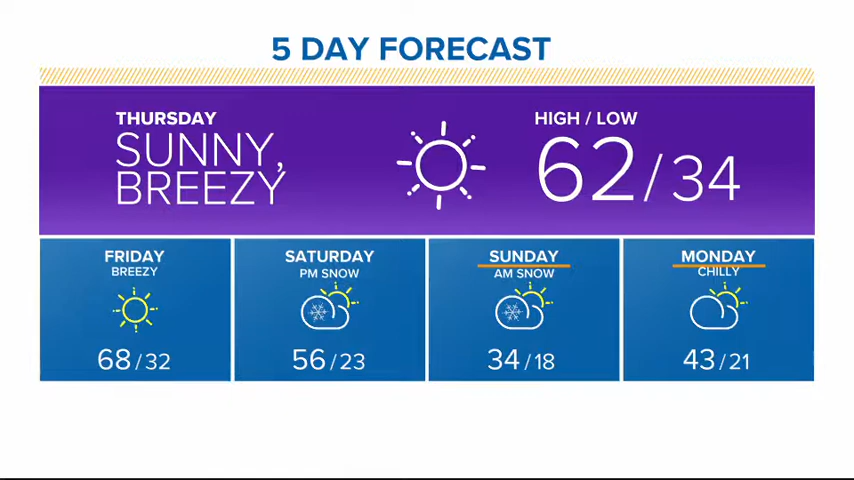 5 DAY FORECAST
THURSDAY
SUNNY,
BREEZY
HIGH / LOW
62/34
FRIDAY
BREEZY
68/32
SATURDAY
PM SNOW
56/23
SUNDAY
AM SNOW
34/18
MONDAY
CHILLY
43/21